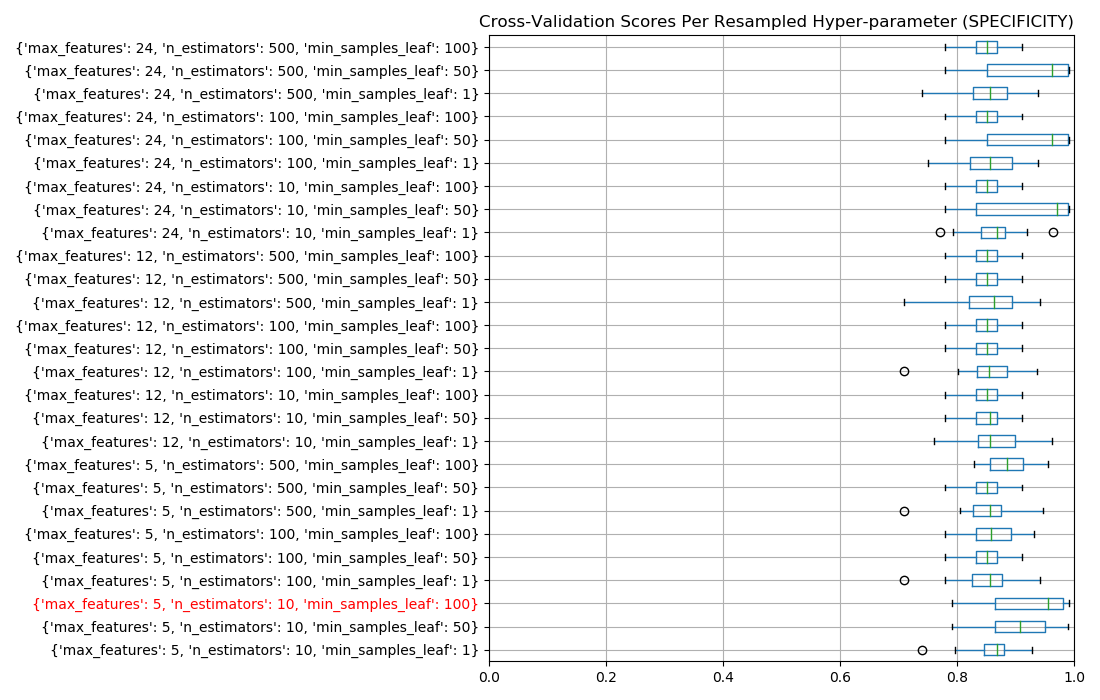 Cross-Validation Scores Per Resampled Hyper-parameter (SPECIFICITY)
{'max_features': 24, 'n_estimators': 500, 'min_samples_leaf': 100}
{'max_features': 24, 'n_estimators': 500, 'min_samples_leaf': 50}
{'max_features': 24, 'n_estimators': 500, 'min_samples_leaf': 1}
{'max_features': 24, 'n_estimators': 100, 'min_samples_leaf': 100}
{'max_features': 24, 'n_estimators': 100, 'min_samples_leaf': 50}
{'max_features': 24, 'n_estimators': 100, 'min_samples_leaf': 1}
{'max_features': 24, 'n_estimators': 10, 'min_samples_leaf': 100}
{'max_features': 24, 'n_estimators': 10, 'min_samples_leaf': 50}
{'max_features': 24, 'n_estimators': 10, 'min_samples_leaf': 1}
{'max_features': 12, 'n_estimators': 500, 'min_samples_leaf': 100}
{'max_features': 12, 'n_estimators': 500, 'min_samples_leaf': 50}
{'max_features': 12, 'n_estimators': 500, 'min_samples_leaf': 1}
{'max_features': 12, 'n_estimators': 100, 'min_samples_leaf': 100}
{'max_features': 12, 'n_estimators': 100, 'min_samples_leaf': 50}
{'max_features': 12, 'n_estimators': 100, 'min_samples_leaf': 1}
{'max_features': 12, 'n_estimators': 10, 'min_samples_leaf': 100}
{'max_features': 12, 'n_estimators': 10, 'min_samples_leaf': 50}
{'max_features': 12, 'n_estimators': 10, 'min_samples_leaf': 1}
{'max_features': 5, 'n_estimators': 500, 'min_samples_leaf': 100}
{'max_features': 5, 'n_estimators': 500, 'min_samples_leaf': 50}
{'max_features': 5, 'n_estimators': 500, 'min_samples_leaf': 1}
{'max_features': 5, 'n_estimators': 100, 'min_samples_leaf': 100}
{'max_features': 5, 'n_estimators': 100, 'min_samples_leaf': 50}
{'max_features': 5, 'n_estimators': 100, 'min_samples_leaf': 1}
{'max_features': 5, 'n_estimators': 10, 'min_samples_leaf': 100}
{'max_features': 5, 'n_estimators': 10, 'min_samples_leaf': 50}
{'max_features': 5, 'n_estimators': 10, 'min_samples_leaf': 1}
0.0 0.2 0.4 0.6 0.8 1.0